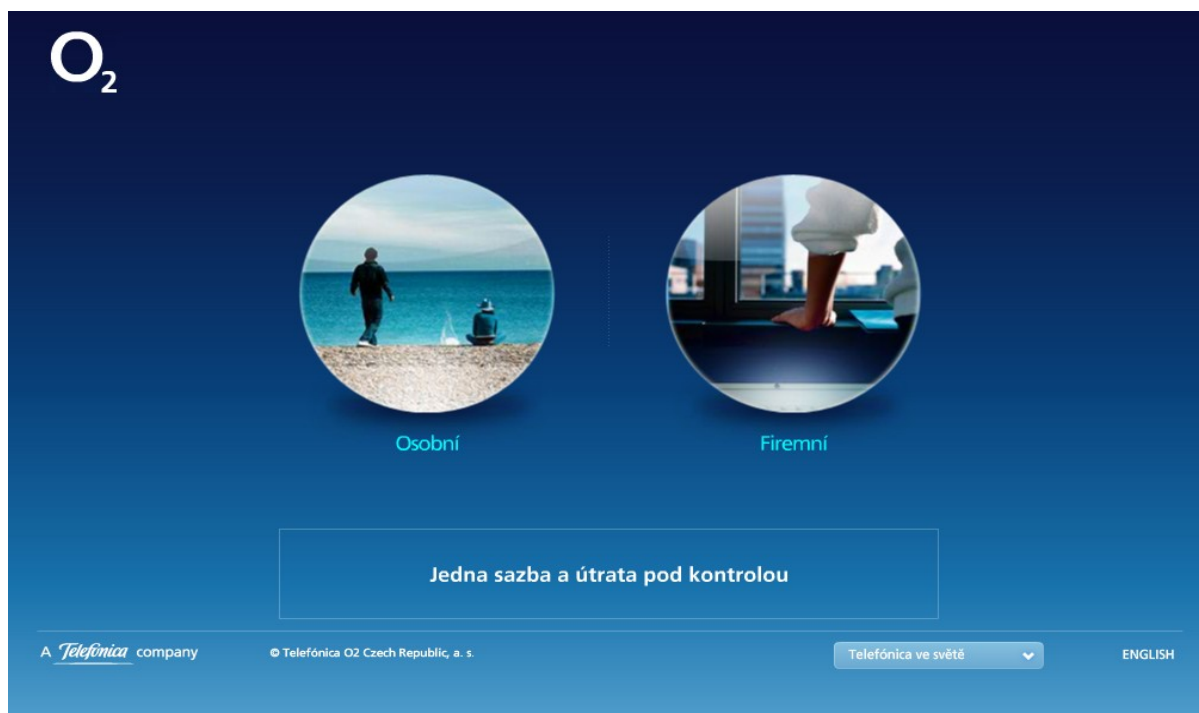 O2
Osobní
Firemní
Jedna sazba a útrata pod kontrolou
A Telefónica company
© Telefónica O2 Czech Republic, a. s.
Telefónica ve světě
ENGLISH